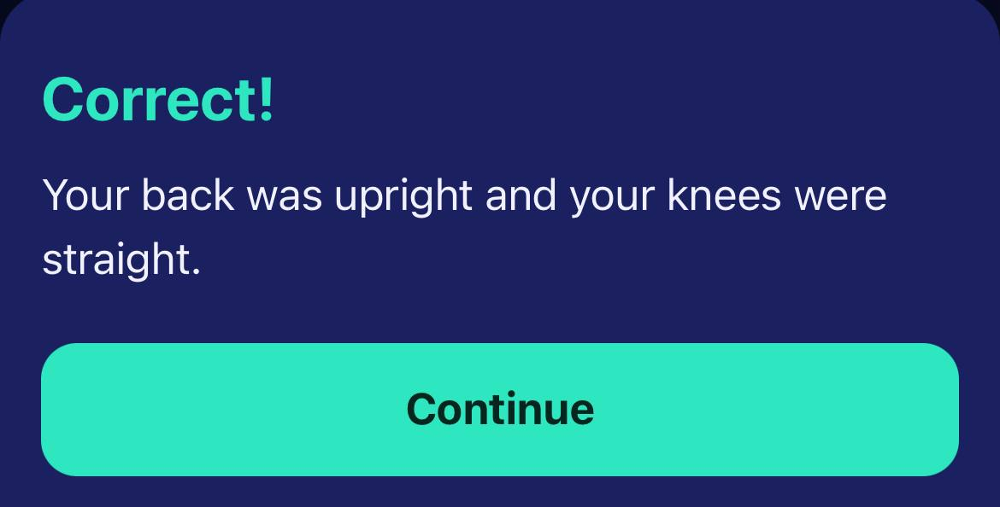 Correct!
Your back was upright and your knees were
straight.
Continue